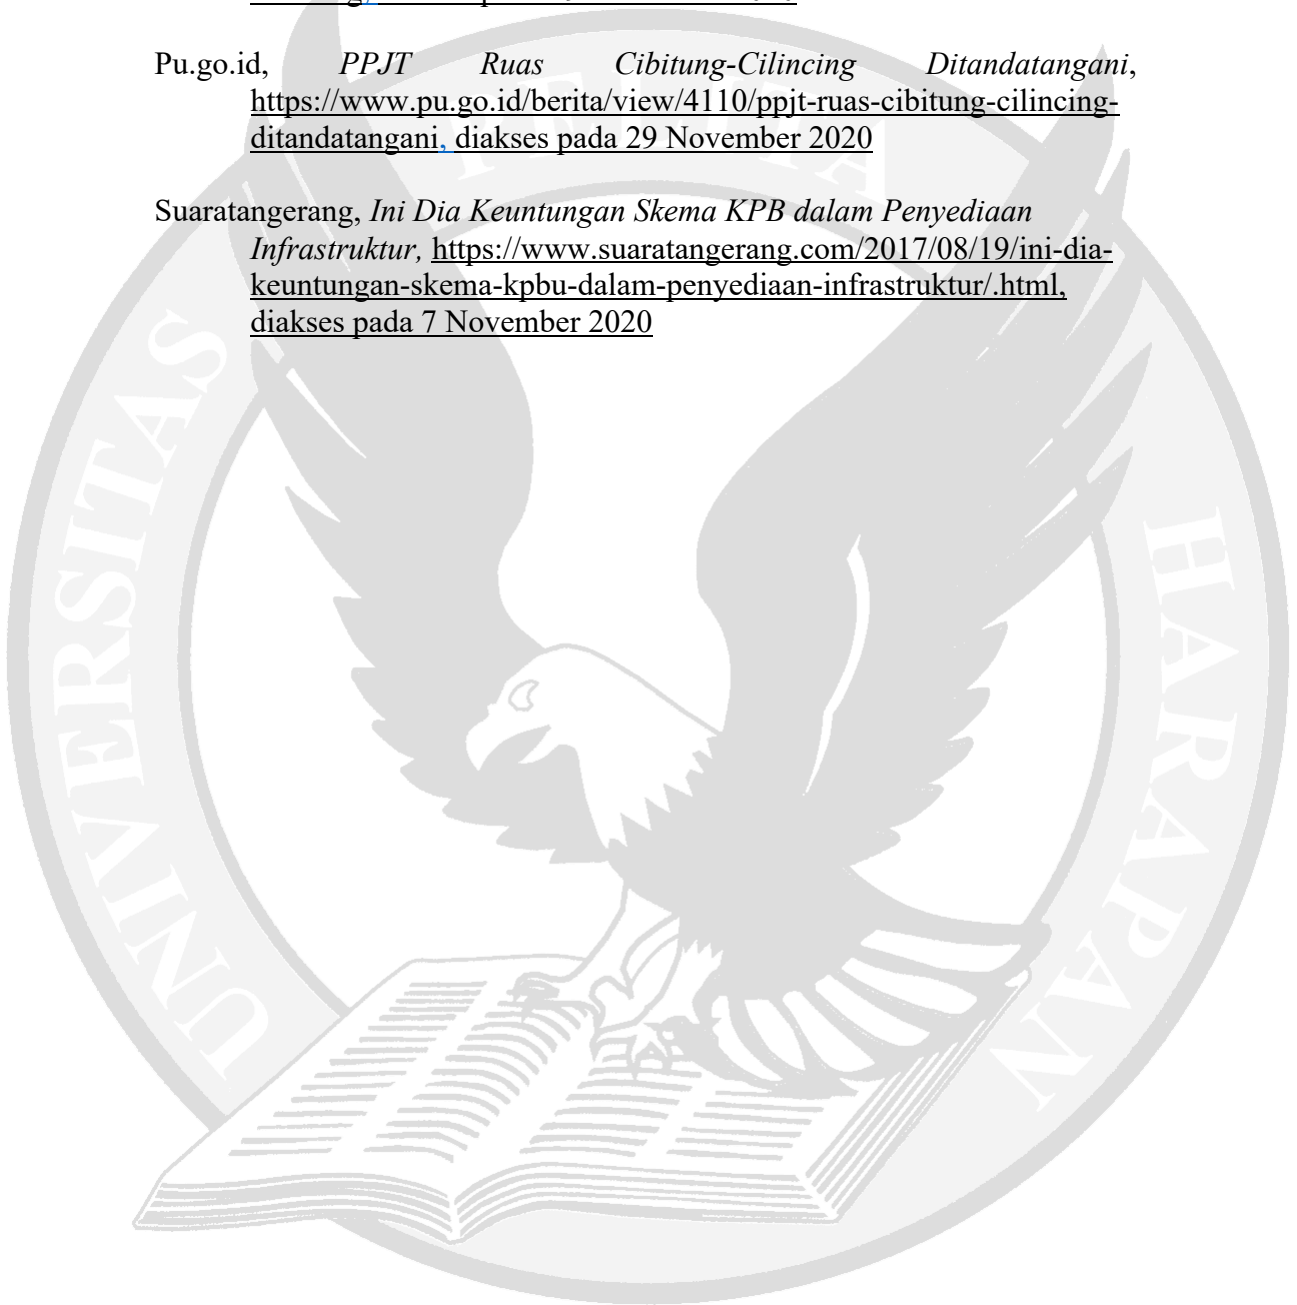 Pu.go.id, PPJT Ruas Cibitung-Cilincing Ditandatangani,
https://www.pu.go.id/berita/view/4110/ppjt-ruas-cibitung-cilincing-
ditandatangani, diakses pada 29 November 2020
Suaratangerang, Ini Dia Keuntungan Skema KPB dalam Penyediaan
Infrastruktur, https://www.suaratangerang.com/2017/08/19/ini-dia-
keuntungan-skema-kpbu-dalam-penyediaan-infrastruktur/.html,
diakses pada 7 November 2020
UNIVERSITAS
PELITA
HARAPAN